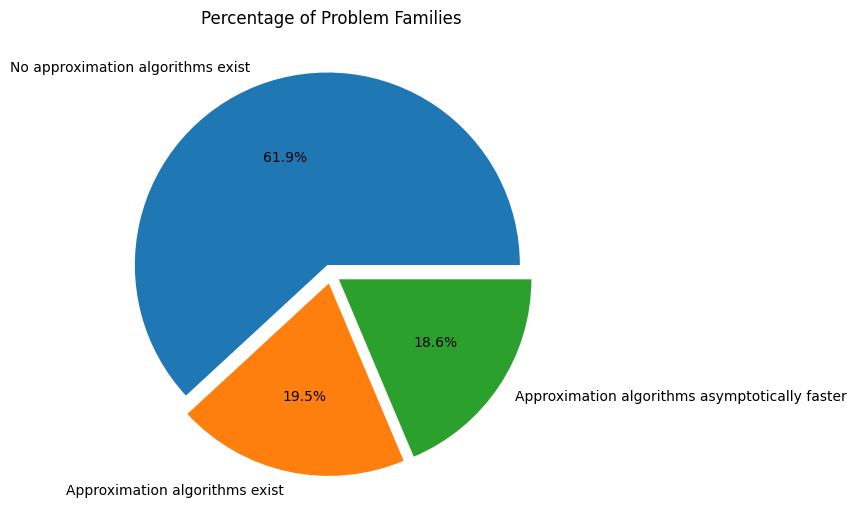 Percentage of Problem Families
No approximation algorithms exist
61.9%
18.6%
19.5%
Approximation algorithms asymptotically faster
Approximation algorithms exist